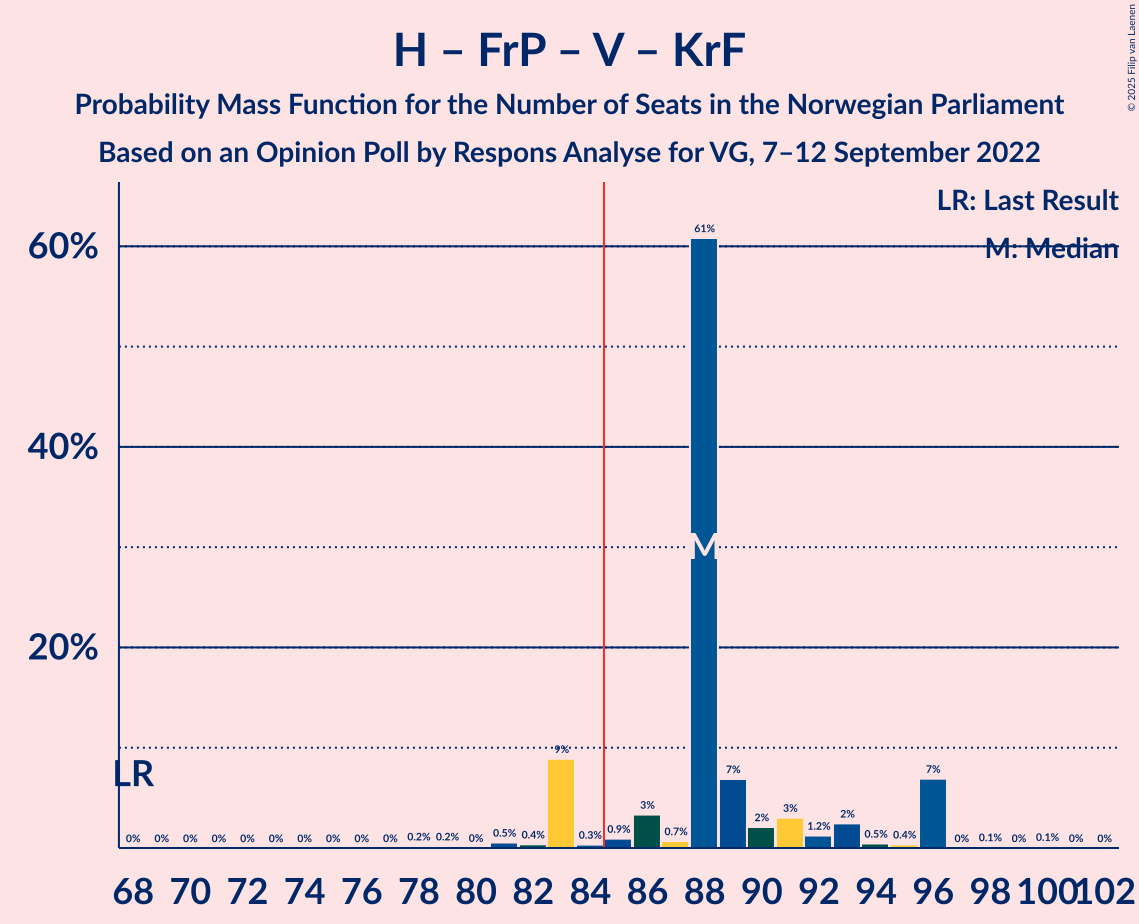 H – FrP – V – KrF
Probability Mass Function for the Number of Seats in the Norwegian Parliament
Based on an Opinion Poll by Respons Analyse for VG, 7–12 September 2022
© 2025 Filip van Laenen
LR: Last Result
M: Median
60%
40%
20%
LR
M
0% 0% 0% 0% 0% 0% 0% 0% 0% 0% 0.2% 0.2% 0% 0.5% 0.4% 9% 0.3% 0.9% 3% 0.7% 61% 7% 2% 3% 1.2% 2% 0.5% 0.4% 7% 0% 0.1% 0% 0.1% 0% 0%
68 70 72 74 76 78 80 82 84 86 88 90 92 94 96 98 100 102